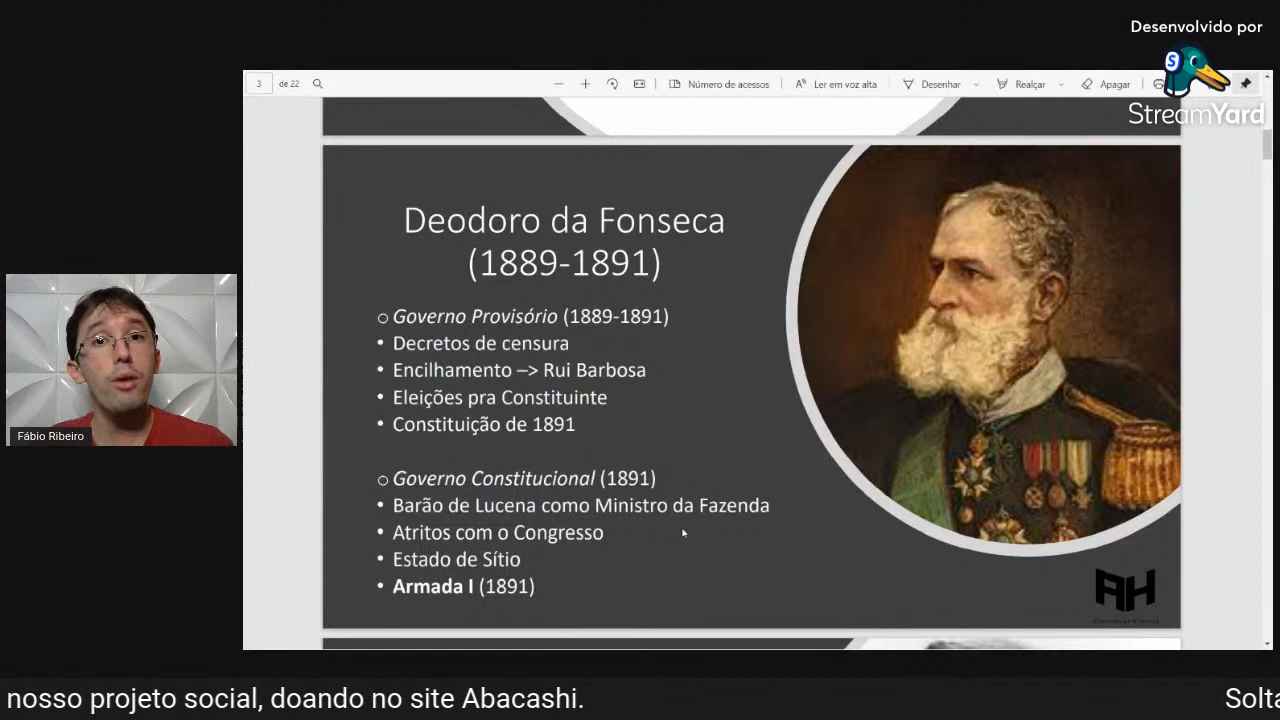 Desenvolvido por
StreamYard
3 de 22
Número de acessos
Ler em voz alta
Desenhar
Realçar
Apagar
Deodoro da Fonseca
(1889-1891)
Governo Provisório (1889-1891)
• Decretos de censura
• Encilhamento –> Rui Barbosa
• Eleições pra Constituinte
• Constituição de 1891
Governo Constitucional (1891)
• Barão de Lucena como Ministro da Fazenda
• Atritos com o Congresso
• Estado de Sítio
• Armada I (1891)
AH
Fábio Ribeiro
nosso projeto social, doando no site Abacashi.
Solta